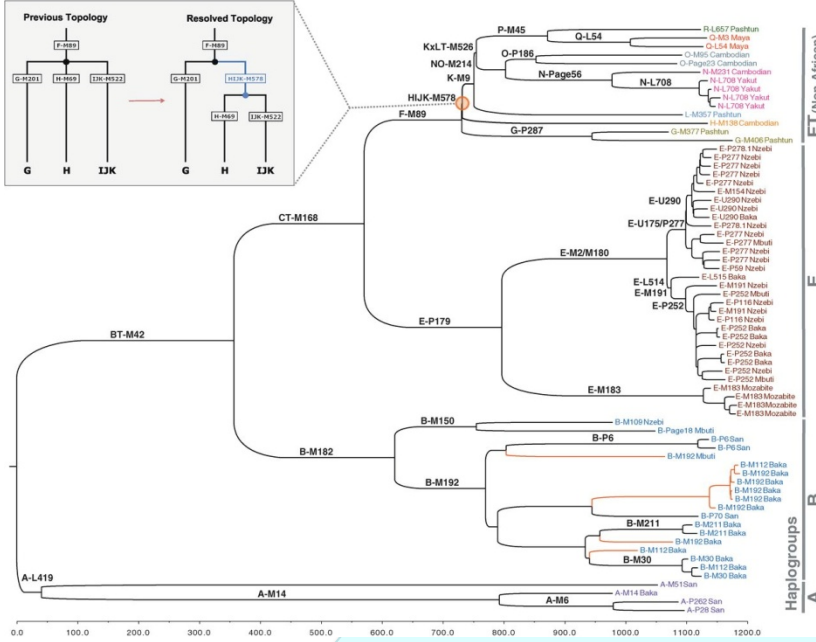 Previous Topology
Resolved Topology
F-M89
F-M89
G-M201
H-M69
IJK-M522
G-M201
HIJK-M578
H-M69
IJK-M522
G
H
IJK
G
H
IJK
P-M45
R-L657 Pashtun
Q-L54
Q-M3 Maya
Q-L54 Maya
KxLT-M526
O-P186
O-M95 Cambodian
O-Page23 Cambodian
NO-M214
N-Page56
N-M231 Cambodian
K-M9
N-L708
N-L708 Yakut
N-L708 Yakut
N-L708 Yakut
HIJK-M578
L-M357 Pashtun
F-M89
H-M138 Cambodian
G-P287
G-M377 Pashtun
G-M406 Pashtun
FT (Non African)
E-P278.1 Nzebi
E-P277 Nzebi
E-P277 Nzebi
E-P277 Nzebi
E-P277 Nzebi
E-M154 Nzebi
E-U290
E-U290 Nzebi
E-U290 Nzebi
E-U290 Baka
CT-M168
E-U175/P277
E-P278.1 Nzebi
E-P277 Nzebi
E-P277 Mbuti
E-P277 Nzebi
E-P277 Nzebi
E-P59 Nzebi
E-M2/M180
E-L514
E-L515 Baka
E-M191
E-M191 Nzebi
E-P252
E-P252 Mbuti
E-P116 Nzebi
E-M191 Nzebi
E-P116 Nzebi
E-P252 Baka
E-P252 Baka
E-P252 Nzebi
E-P252 Baka
E-P252 Baka
E-P252 Nzebi
E-P252 Mbuti
E-P179
BT-M42
E-M183
E-M183 Mozabite
E-M183 Mozabite
E-M183Mozabite
E-M183 Mozabite
E
B-M150
B-M109 Nzebi
B-Page18 Mbuti
B-M182
B-P6
B-P6 San
B-P6 San
B-M192 Mbuti
B-M192
B-M112 Baka
B-M192 Baka
B-M192 Baka
B-M192 Baka
B-M192 Baka
B-M192 Baka
B-P70 San
B-M211
B-M211 Baka
B-M211 Baka
B-M192 Baka
B-M112 Baka
B-M30
B-M30 Baka
B-M112 Baka
B-M30 Baka
B
Haplogroups
A-L419
A-M51 San
A-M14
A-M14 Baka
A-M6
A-P262 San
A-P28 San
A
0.0 100.0 200.0 300.0 400.0 500.0 600.0 700.0 800.0 900.0 1000.0 1100.0 1200.0